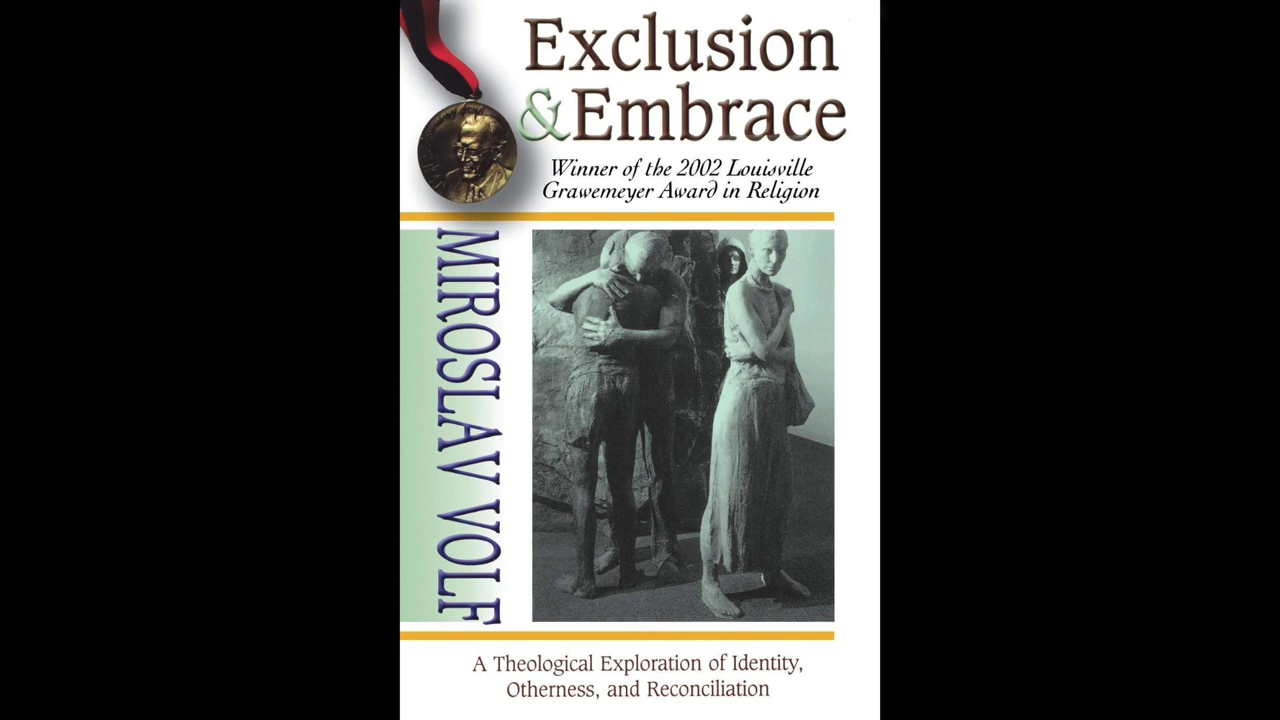 Exclusion
&Embrace
Winner of the 2002 Louisville
Grawemeyer Award in Religion
MIROSLAV VOLF
A Theological Exploration of Identity,
Otherness, and Reconciliation